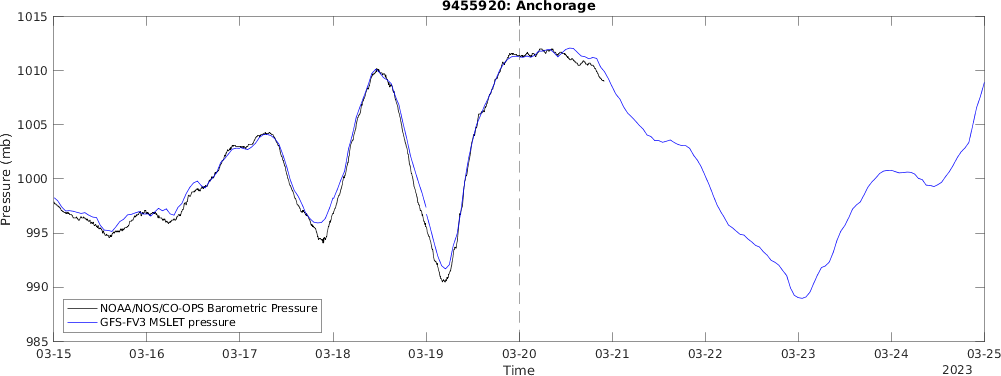 9455920: Anchorage
Pressure (mb)
1015
1010
1005
1000
995
990
985
NOAA/NOS/CO-OPS Barometric Pressure
GFS-FV3 MSLET pressure
03-15 03-16 03-17 03-18 03-19 03-20 03-21 03-22 03-23 03-24 03-25
Time
2023